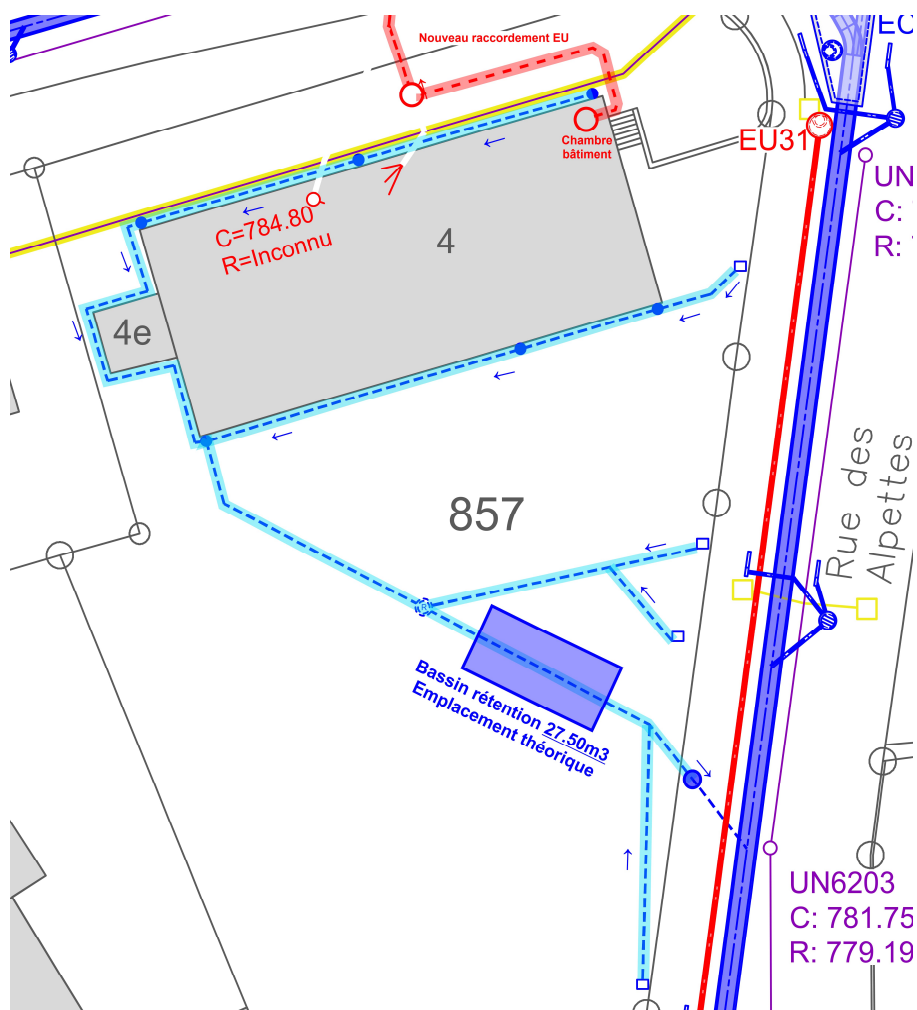 EC
Nouveau raccordement EU
Chambre
bâtiment
EU31
UN
C:
R:
C=784.80
R=Inconnu
4
4e
857
Rue des
Alpettes
R
Bassin rétention 27.50m3
Emplacement théorique
UN6203
C: 781.75
R: 779.19